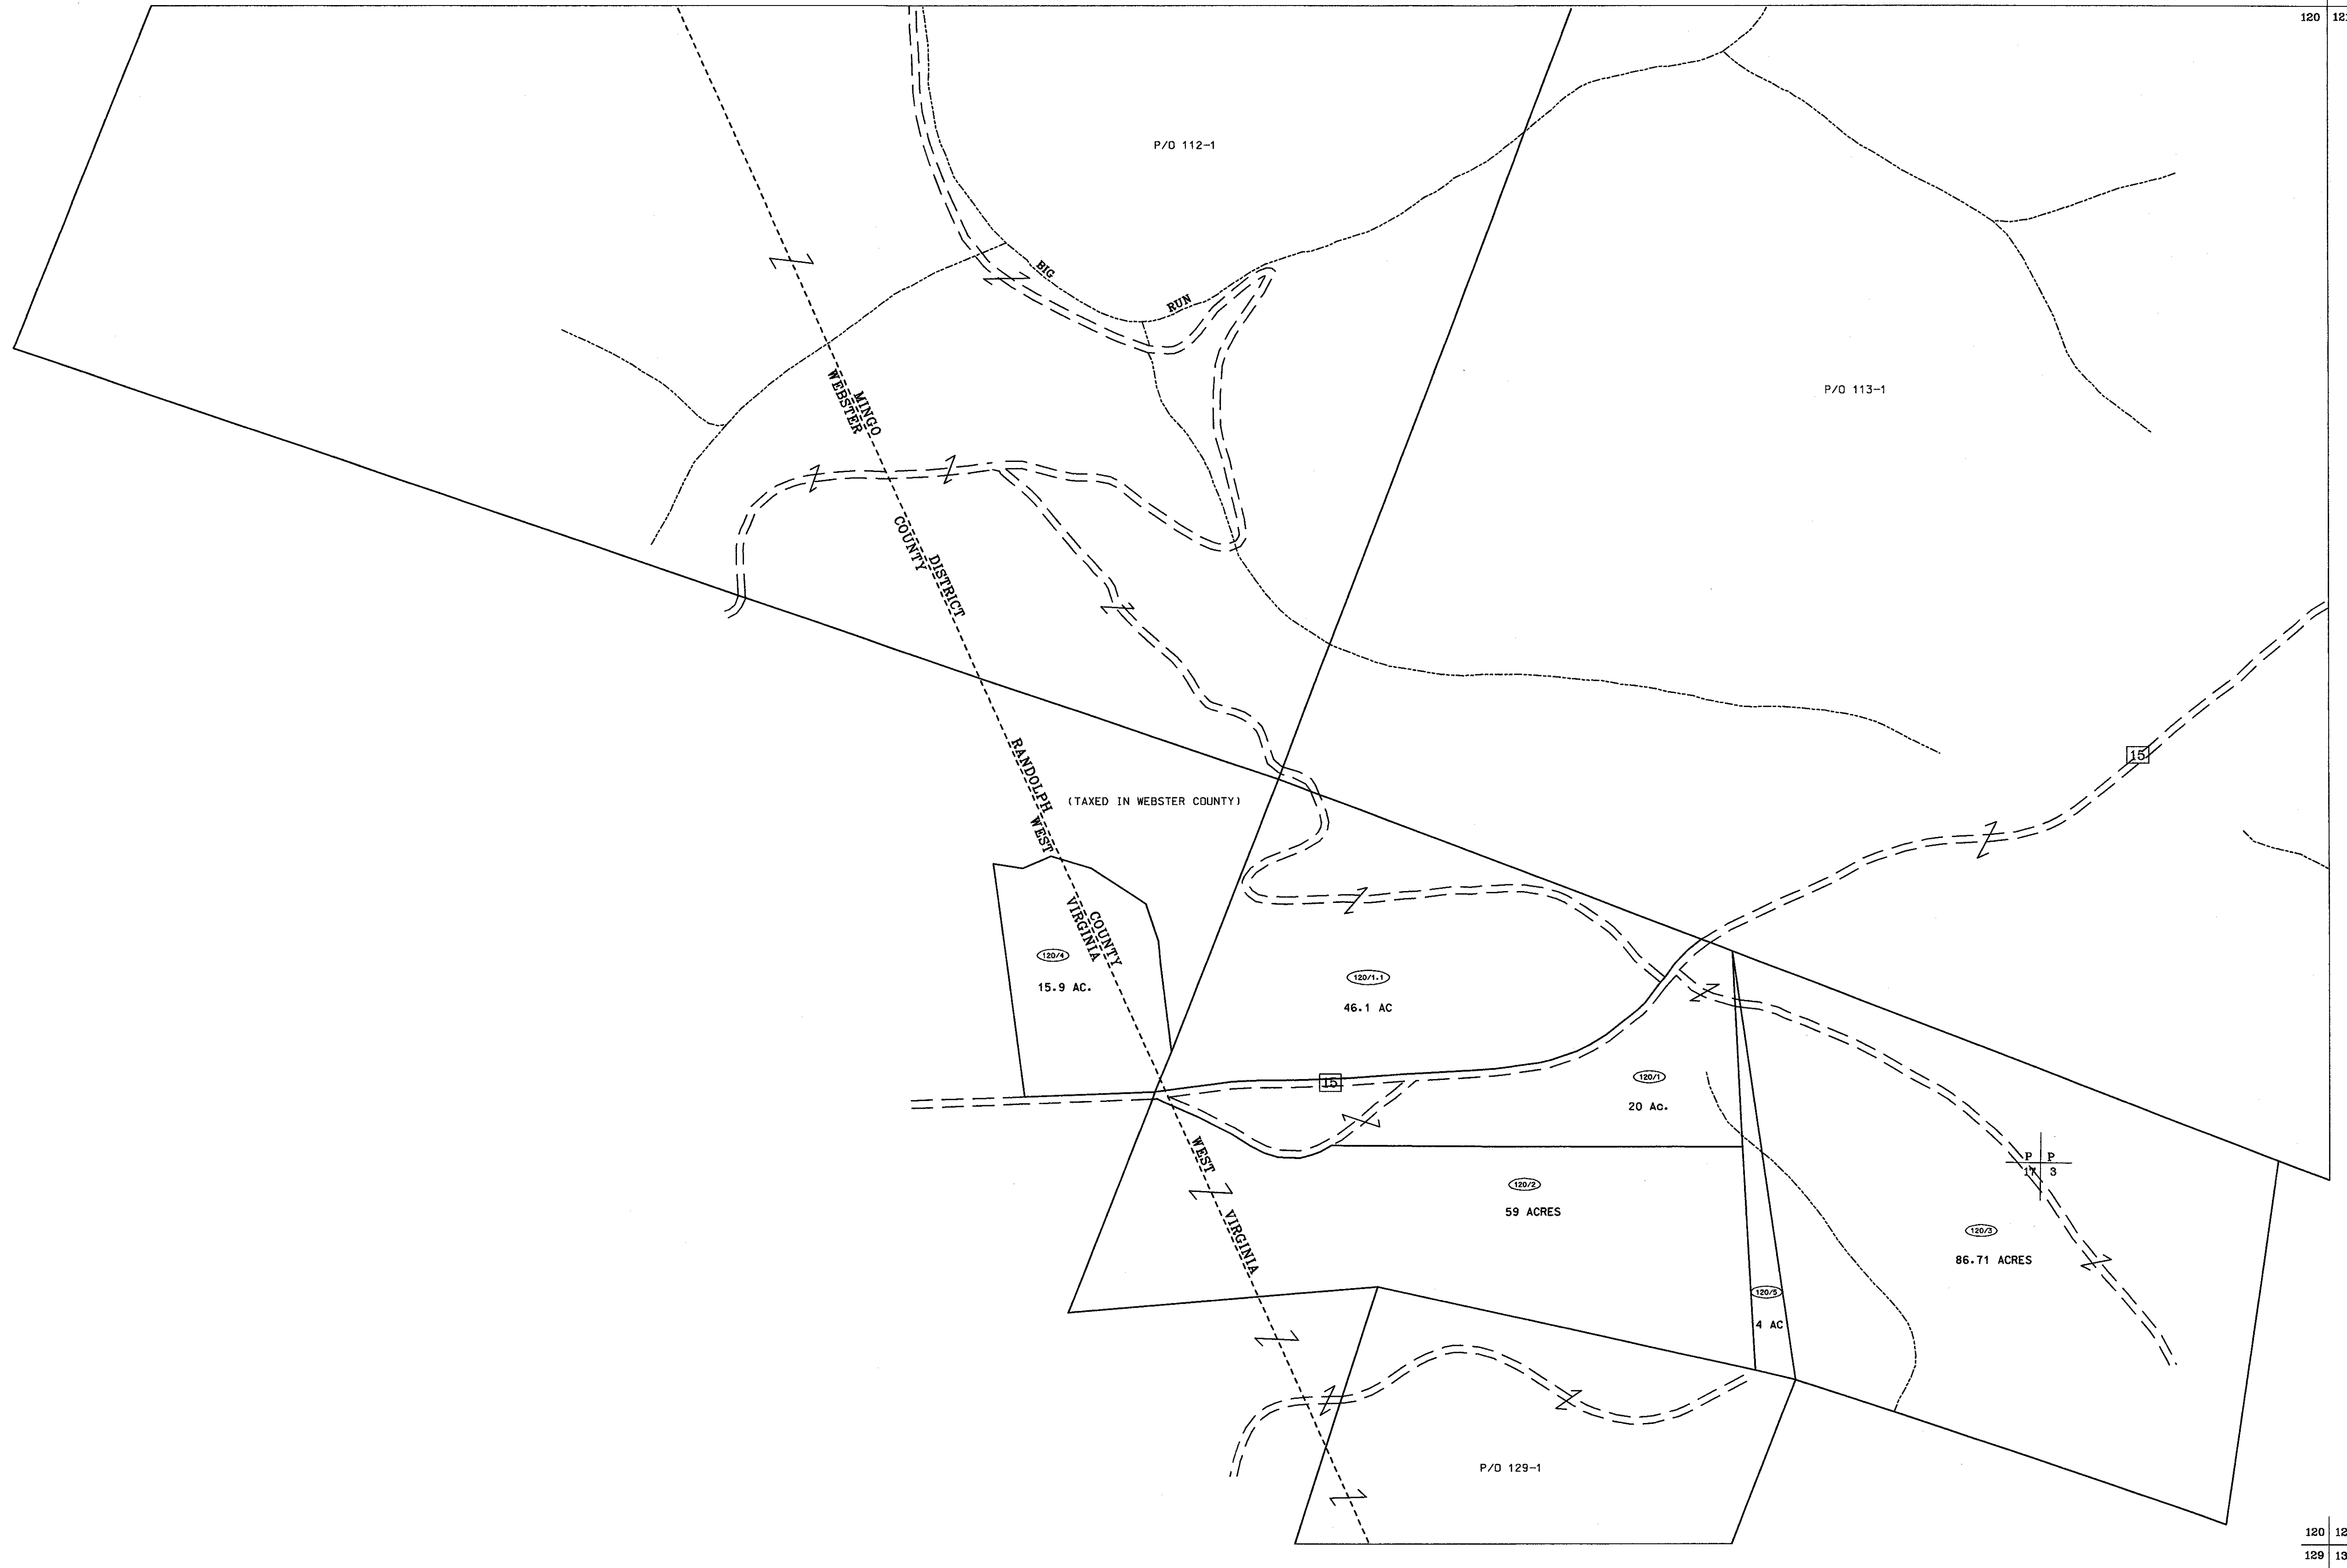 120
P/O 112-1
BIG
RUN
P/O 113-1
MINGO
WEBSTER
COUNTY
DISTRICT
15
RANDOLPH
WEST
(TAXED IN WEBSTER COUNTY)
COUNTY
VIRGINIA
120/4
15.9 AC.
120/1.1
46.1 AC
15
120/1
20 Ac.
WEST
VIRGINIA
120/2
59 ACRES
P P
17 3
120/3
86.71 ACRES
120/5
4 AC
P/O 129-1
120
129